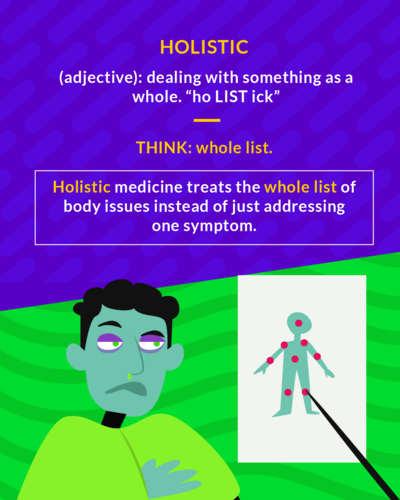 HOLISTIC
(adjective): dealing with something as a
whole. “ho LIST ick”
THINK: whole list.
Holistic medicine treats the whole list of
body issues instead of just addressing
one symptom.